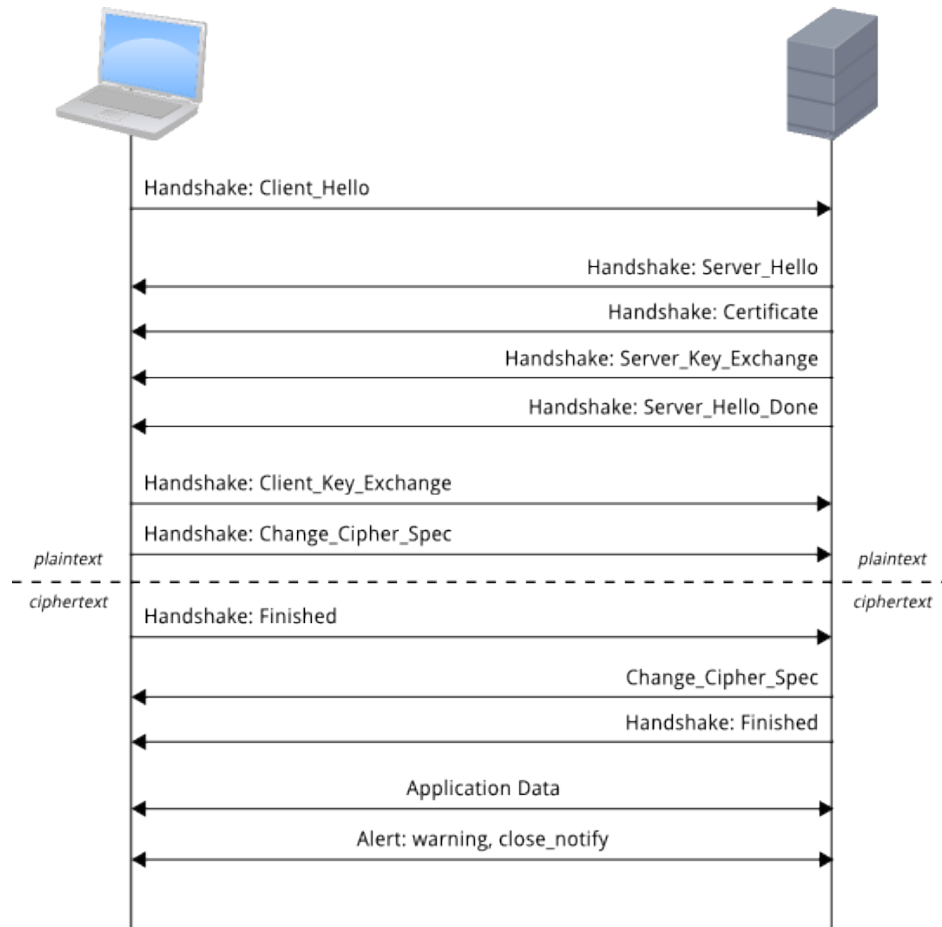 Handshake: Client_Hello
Handshake: Server_Hello
Handshake: Certificate
Handshake: Server_Key_Exchange
Handshake: Server_Hello_Done
Handshake: Client_Key_Exchange
Handshake: Change_Cipher_Spec
plaintext
plaintext
ciphertext
ciphertext
Handshake: Finished
Change_Cipher_Spec
Handshake: Finished
Application Data
Alert: warning, close_notify